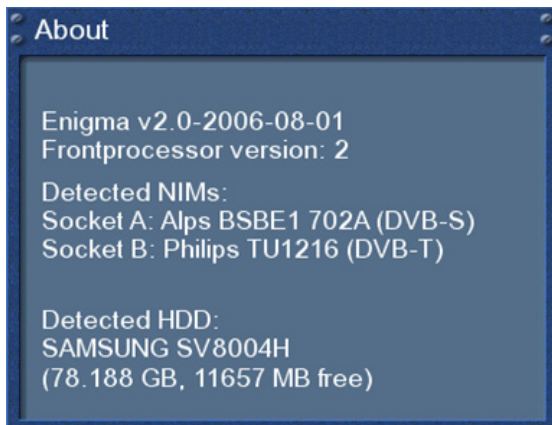 About
Enigma v2.0-2006-08-01
Frontprocessor version: 2
Detected NIMs:
Socket A: Alps BSBE1 702A (DVB-S)
Socket B: Philips TU1216 (DVB-T)
Detected HDD:
SAMSUNG SV8004H
(78.188 GB, 11657 MB free)